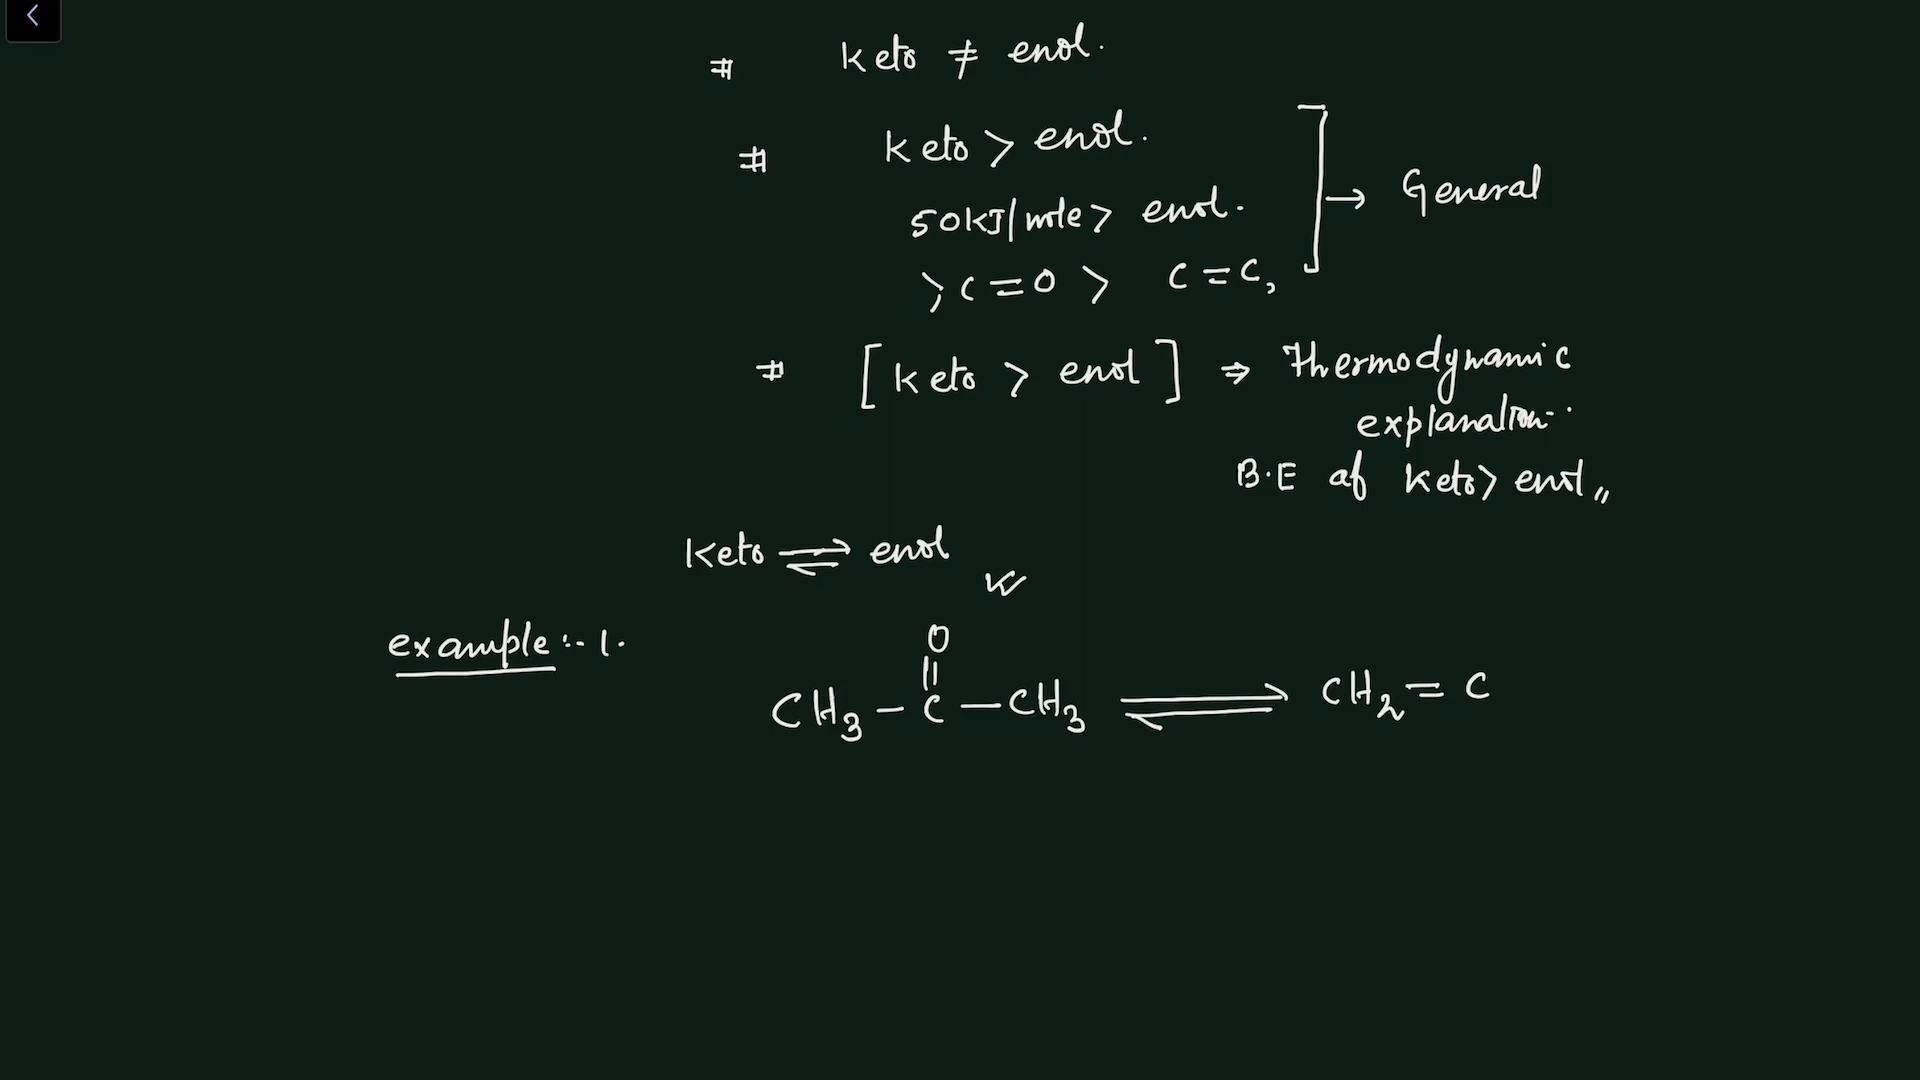 # keto ≠ enol.
# keto > enol.
50KJ/mole > enol.
>C=O > C=C,
→ General
# [keto > enol] ⇒ thermodynamic
explanation..
B.E of keto > enol,,
Keto ⇌ enol
example :- 1.
O
||
CH3 - C - CH3 ⇌ CH2 = C